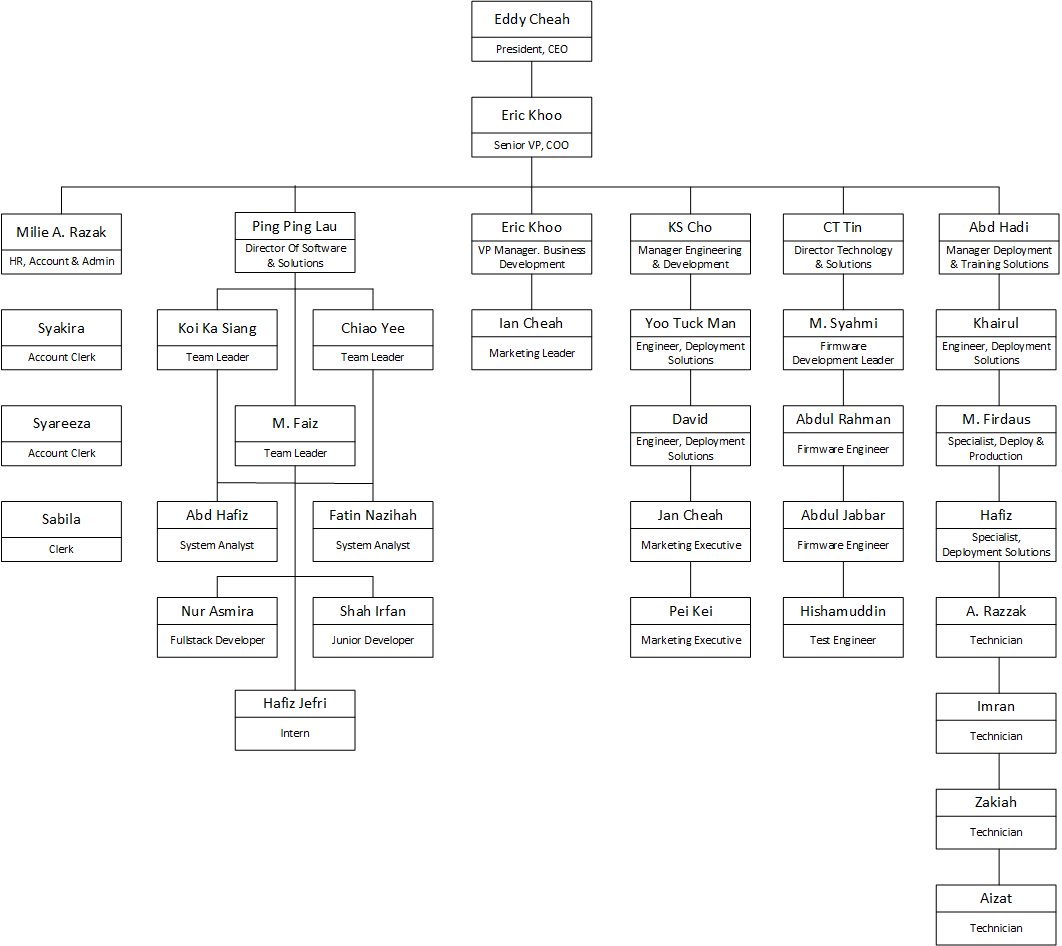 Eddy Cheah
President, CEO
Eric Khoo
Senior VP, COO
Milie A. Razak
HR, Account & Admin
Ping Ping Lau
Director Of Software
& Solutions
Eric Khoo
VP Manager. Business
Development
KS Cho
Manager Engineering
& Development
CT Tin
Director Technology
& Solutions
Abd Hadi
Manager Deployment
& Training Solutions
Syakira
Account Clerk
Koi Ka Siang
Team Leader
Chiao Yee
Team Leader
Ian Cheah
Marketing Leader
Yoo Tuck Man
Engineer, Deployment
Solutions
M. Syahmi
Firmware
Development Leader
Khairul
Engineer, Deployment
Solutions
Syareeza
Account Clerk
M. Faiz
Team Leader
David
Engineer, Deployment
Solutions
Abdul Rahman
Firmware Engineer
M. Firdaus
Specialist, Deploy &
Production
Sabila
Clerk
Abd Hafiz
System Analyst
Fatin Nazihah
System Analyst
Jan Cheah
Marketing Executive
Abdul Jabbar
Firmware Engineer
Hafiz
Specialist,
Deployment Solutions
Nur Asmira
Fullstack Developer
Shah Irfan
Junior Developer
Pei Kei
Marketing Executive
Hishamuddin
Test Engineer
A. Razzak
Technician
Hafiz Jefri
Intern
Imran
Technician
Zakiah
Technician
Aizat
Technician